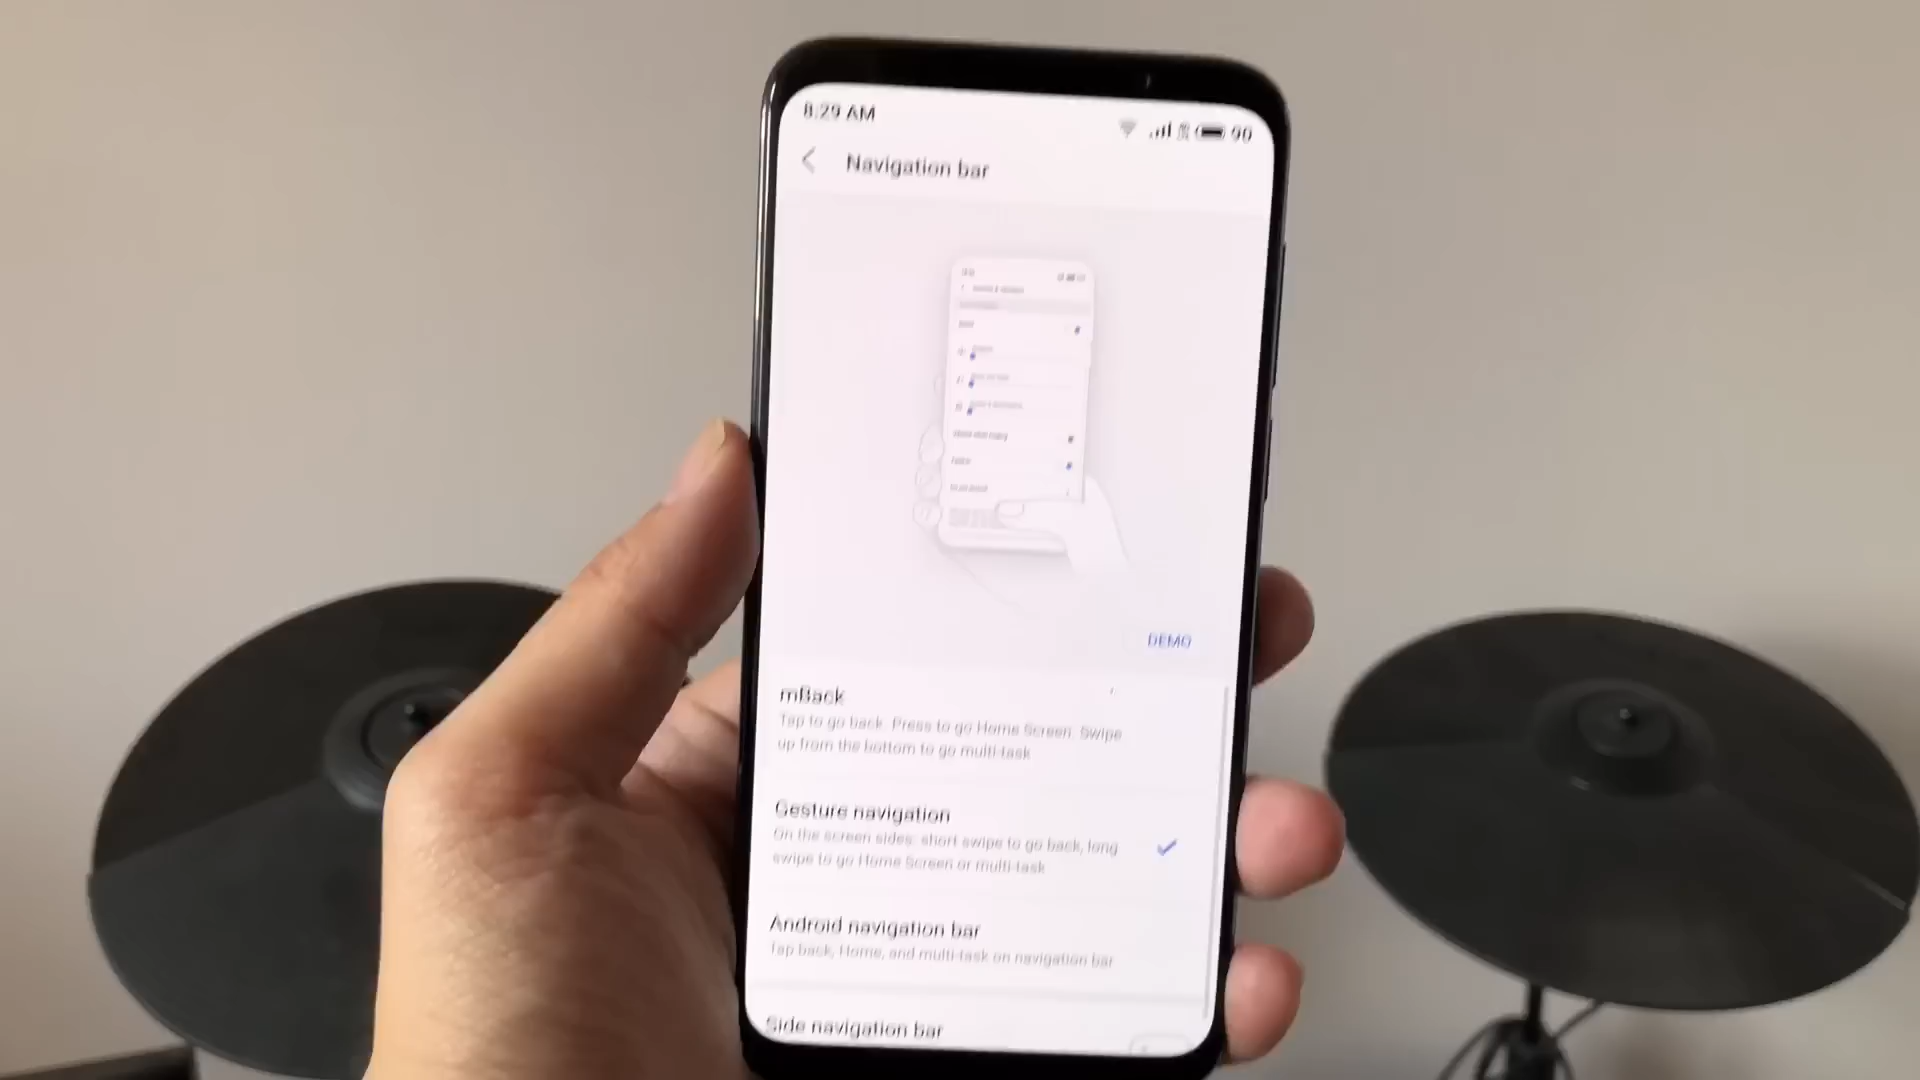 8:29 AM
90
Navigation bar
DEMO
mBack
Tap to go back. Press to go Home Screen. Swipe
up from the bottom to go multi-task
Gesture navigation
On the screen sides: short swipe to go back, long
swipe to go Home Screen or multi-task
Android navigation bar
Tap back, Home, and multi-task on navigation bar
Side navigation bar